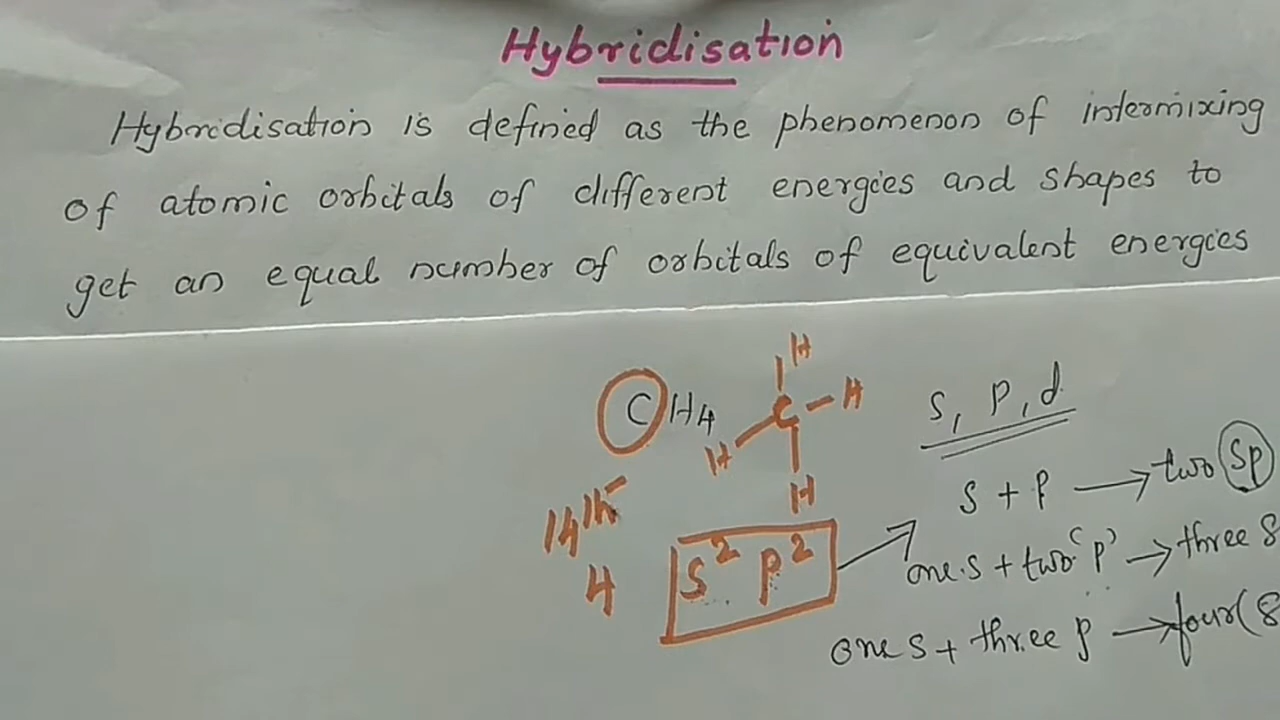 Hybridisation
Hybridisation is defined as the phenomenon of intermixing
of atomic orbitals of different energies and shapes to
get an equal number of orbitals of equivalent energies
CH4
H
C H
H
H
s, p, d
s + p → two sp
14th
4
s² p²
one s + two 'p' → three s
one s + three p → four (s